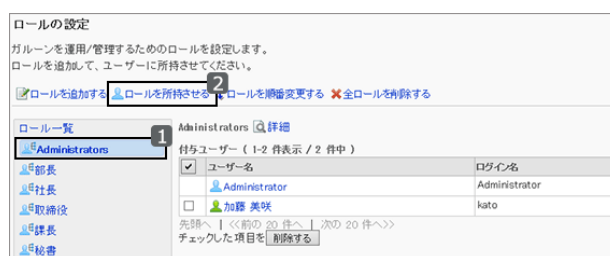 ロールの設定
ガルーンを運用/管理するためのロールを設定します。
ロールを追加して、ユーザーに所持させてください。
2
ロールを追加する ロールを所持させる ロールを順番変更する 全ロールを削除する
ロール一覧
1
Administrators
部長
社長
取締役
課長
秘書
Administrators 詳細
付与ユーザー ( 1-2 件表示 / 2 件中 )
ユーザー名 ログイン名
Administrator Administrator
加藤 美咲 kato
先頭へ | <<前の 20 件へ | 次の 20 件へ>>
チェックした項目を 削除する